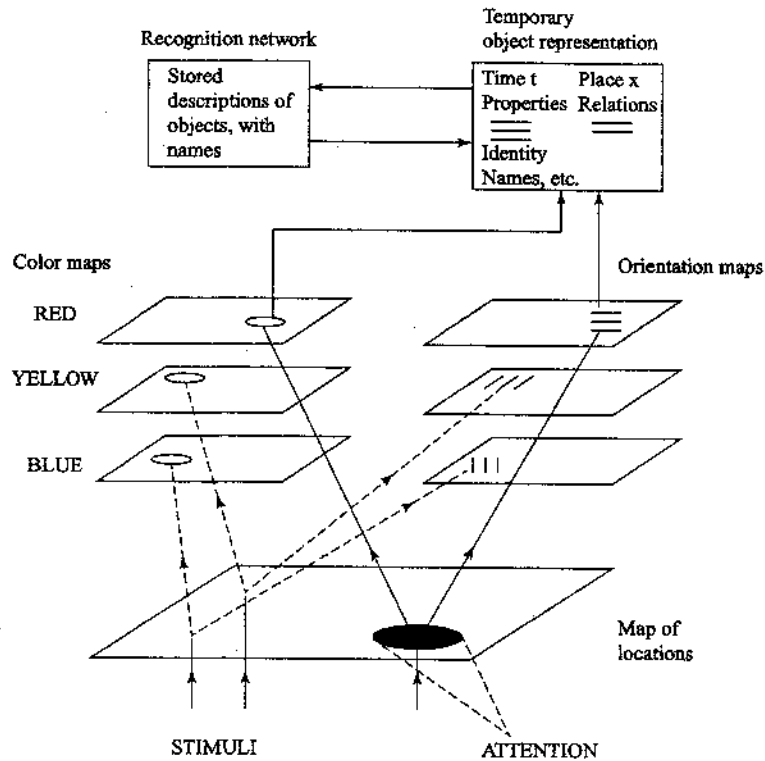 Recognition network
Stored
descriptions of
objects, with
names
Temporary
object representation
Time t Place x
Properties Relations
Identity
Names, etc.
Color maps
Orientation maps
RED
YELLOW
BLUE
Map of
locations
STIMULI
ATTENTION